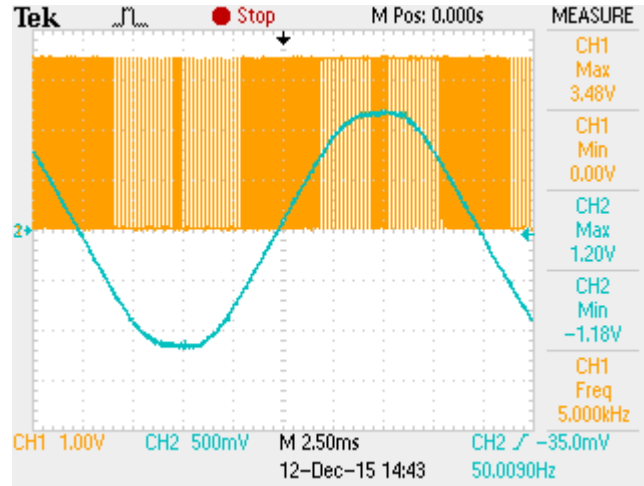 Tek Stop M Pos: 0.000s MEASURE
CH1
Max
3.48V
CH1
Min
0.00V
CH2
Max
1.20V
CH2
Min
-1.18V
CH1
Freq
5.000kHz
2
CH1 1.00V CH2 500mV M 2.50ms CH2 -35.0mV
12-Dec-15 14:43 50.0090Hz